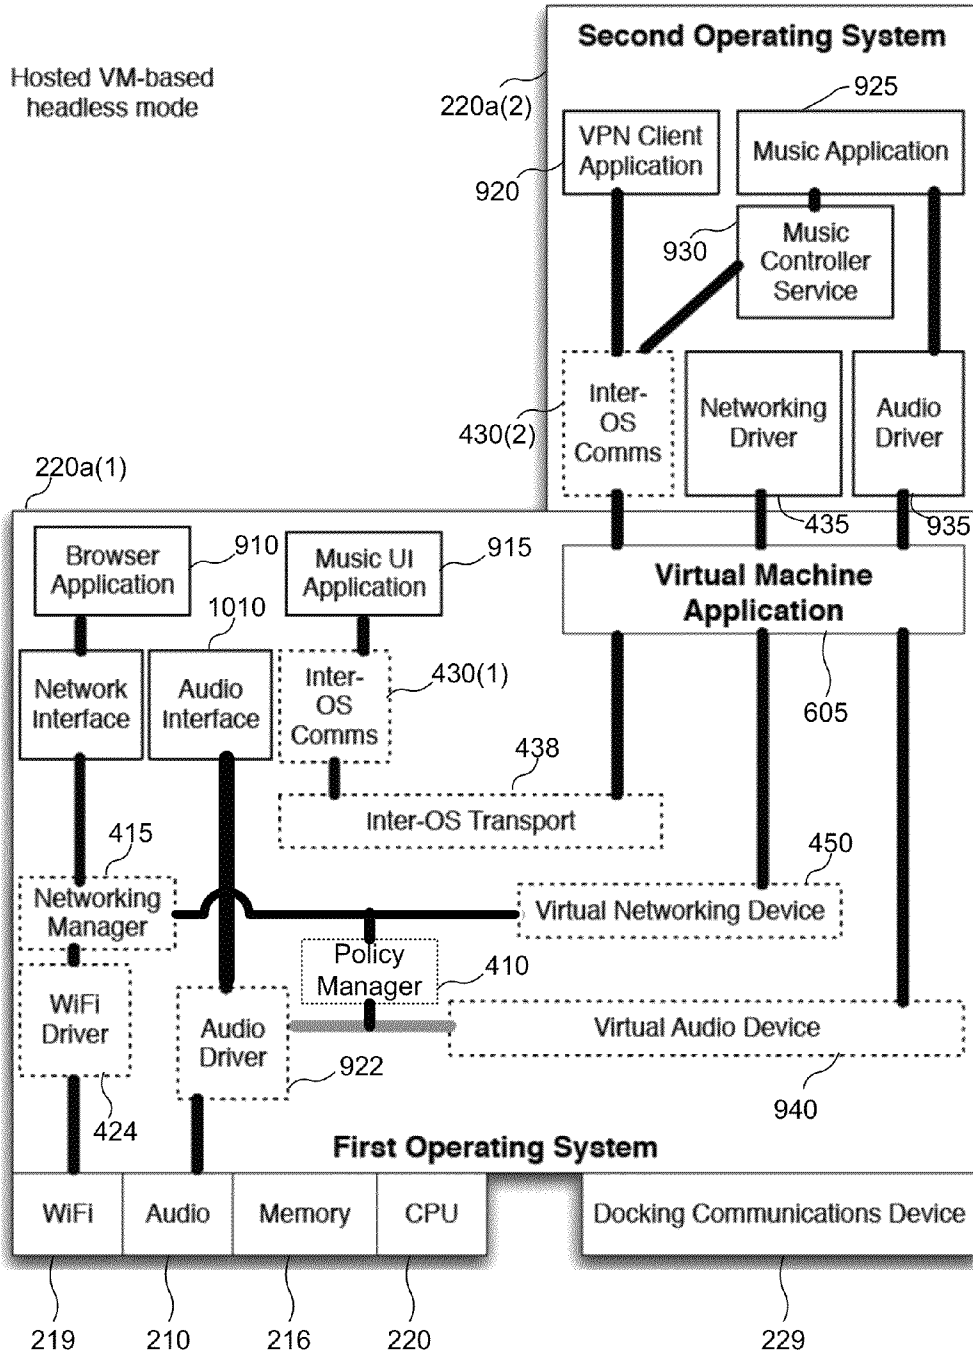 Second Operating System
Hosted VM-based
headless mode
220a(2)
925
VPN Client
Application
Music Application
920
930
Music
Controller
Service
Inter-
OS
Comms
Networking
Driver
Audio
Driver
430(2)
220a(1)
435
935
Browser
Application
910
Music UI
Application
915
Virtual Machine
Application
1010
Network
Interface
Audio
Interface
Inter-
OS
Comms
430(1)
605
438
Inter-OS Transport
415
450
Networking
Manager
Virtual Networking Device
Policy
Manager
410
WiFi
Driver
Audio
Driver
Virtual Audio Device
922
940
424
First Operating System
WiFi
Audio
Memory
CPU
Docking Communications Device
219
210
216
220
229